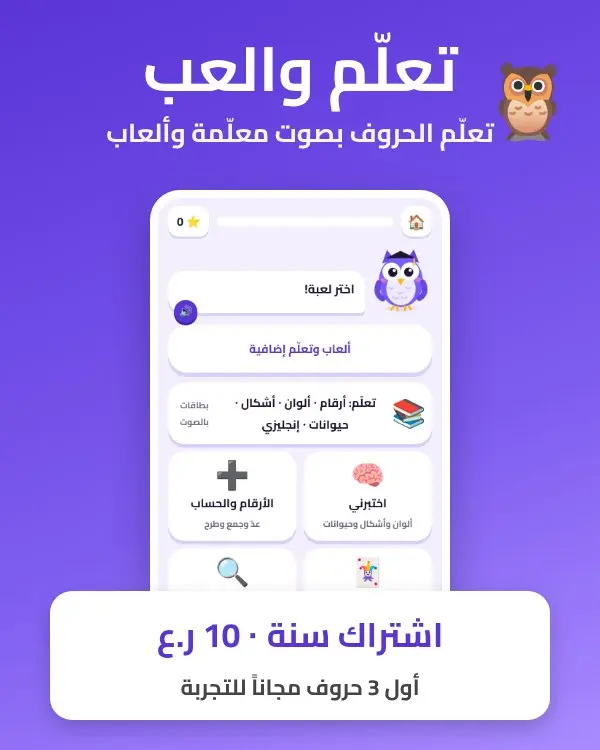 تعلّم والعب
تعلّم الحروف بصوت معلّمة وألعاب
0
اختر لعبة!
ألعاب وتعلّم إضافية
تعلّم: أرقام · ألوان · أشكال ·
حيوانات · إنجليزي
بطاقات
بالصوت
اختبرني
ألوان وأشكال وحيوانات
الأرقام والحساب
عدّ وجمع وطرح
اشتراك سنة · 10 ر.ع
أول 3 حروف مجاناً للتجربة